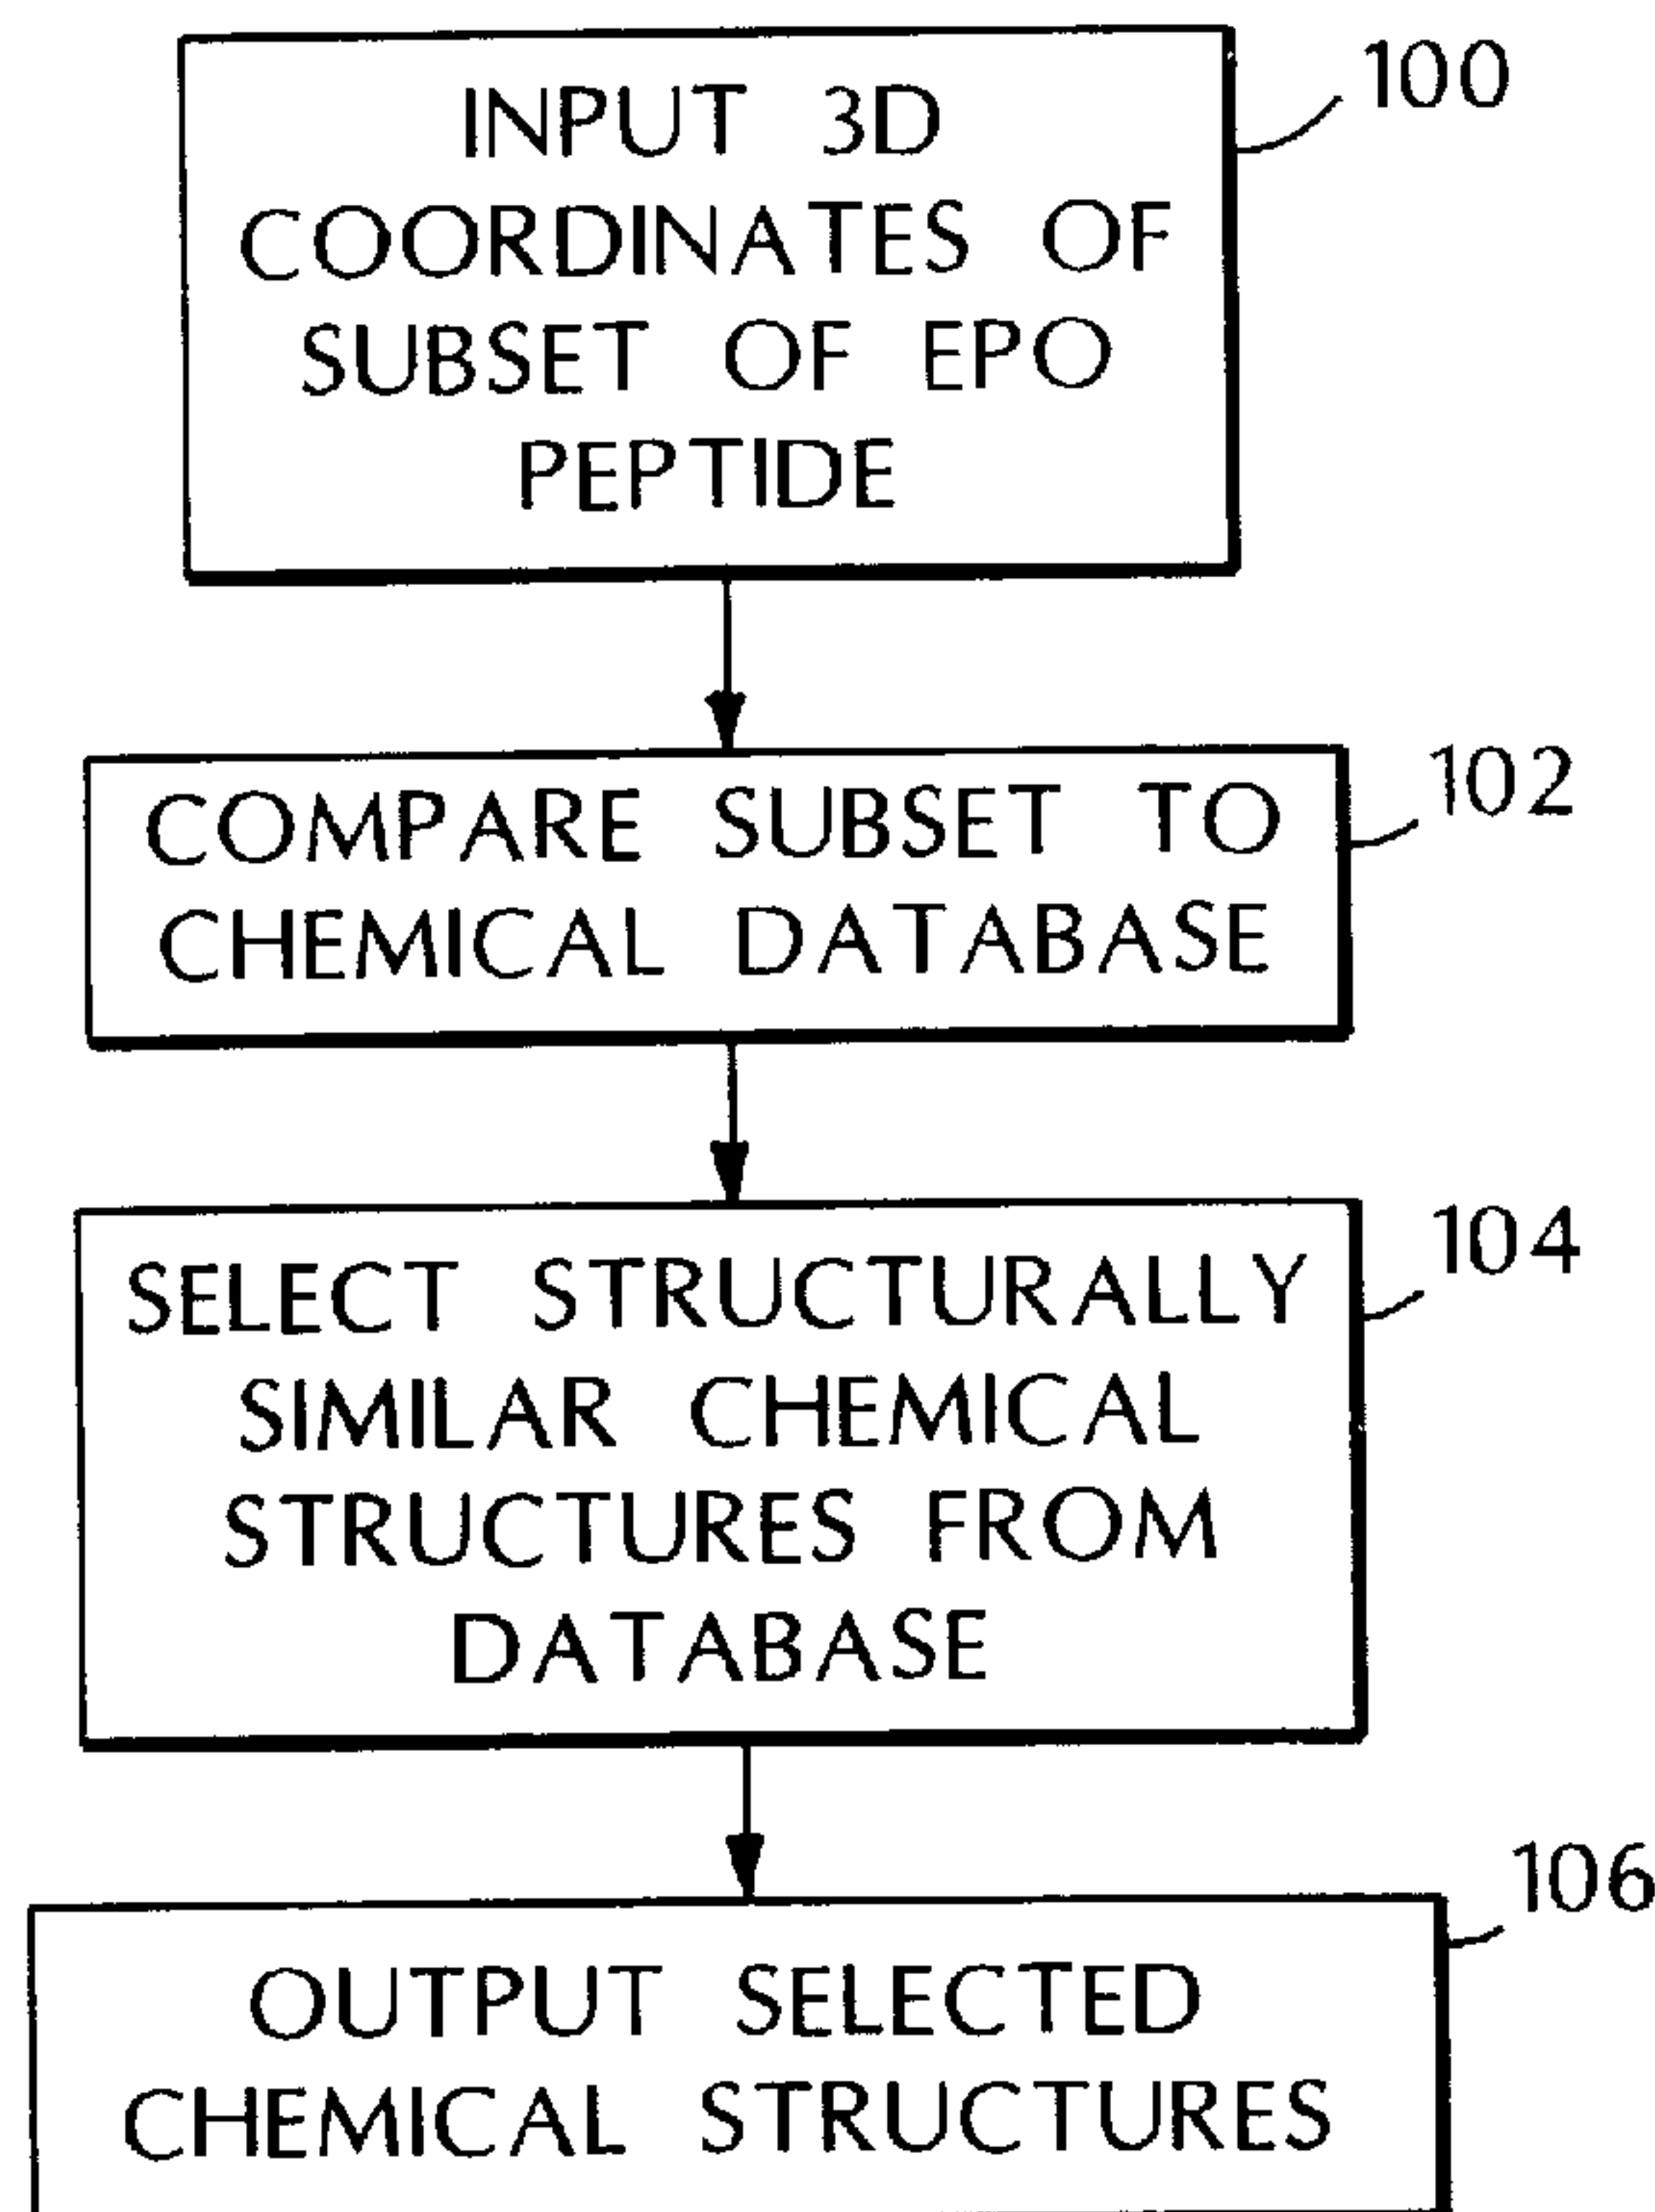 INPUT 3D
COORDINATES OF
SUBSET OF EPO
PEPTIDE
100
COMPARE SUBSET TO
CHEMICAL DATABASE
102
SELECT STRUCTURALLY
SIMILAR CHEMICAL
STRUCTURES FROM
DATABASE
104
OUTPUT SELECTED
CHEMICAL STRUCTURES
106